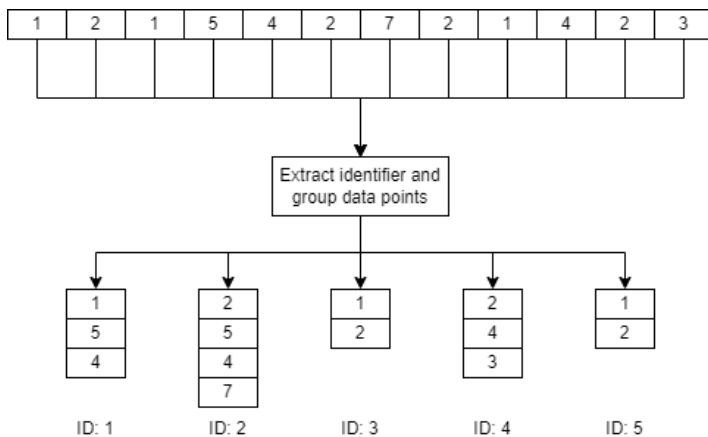 1 2 1 5 4 2 7 2 1 4 2 3
Extract identifier and
group data points
1 2 1 2 1
5 5 2 4 2
4 4 3
7
ID: 1 ID: 2 ID: 3 ID: 4 ID: 5